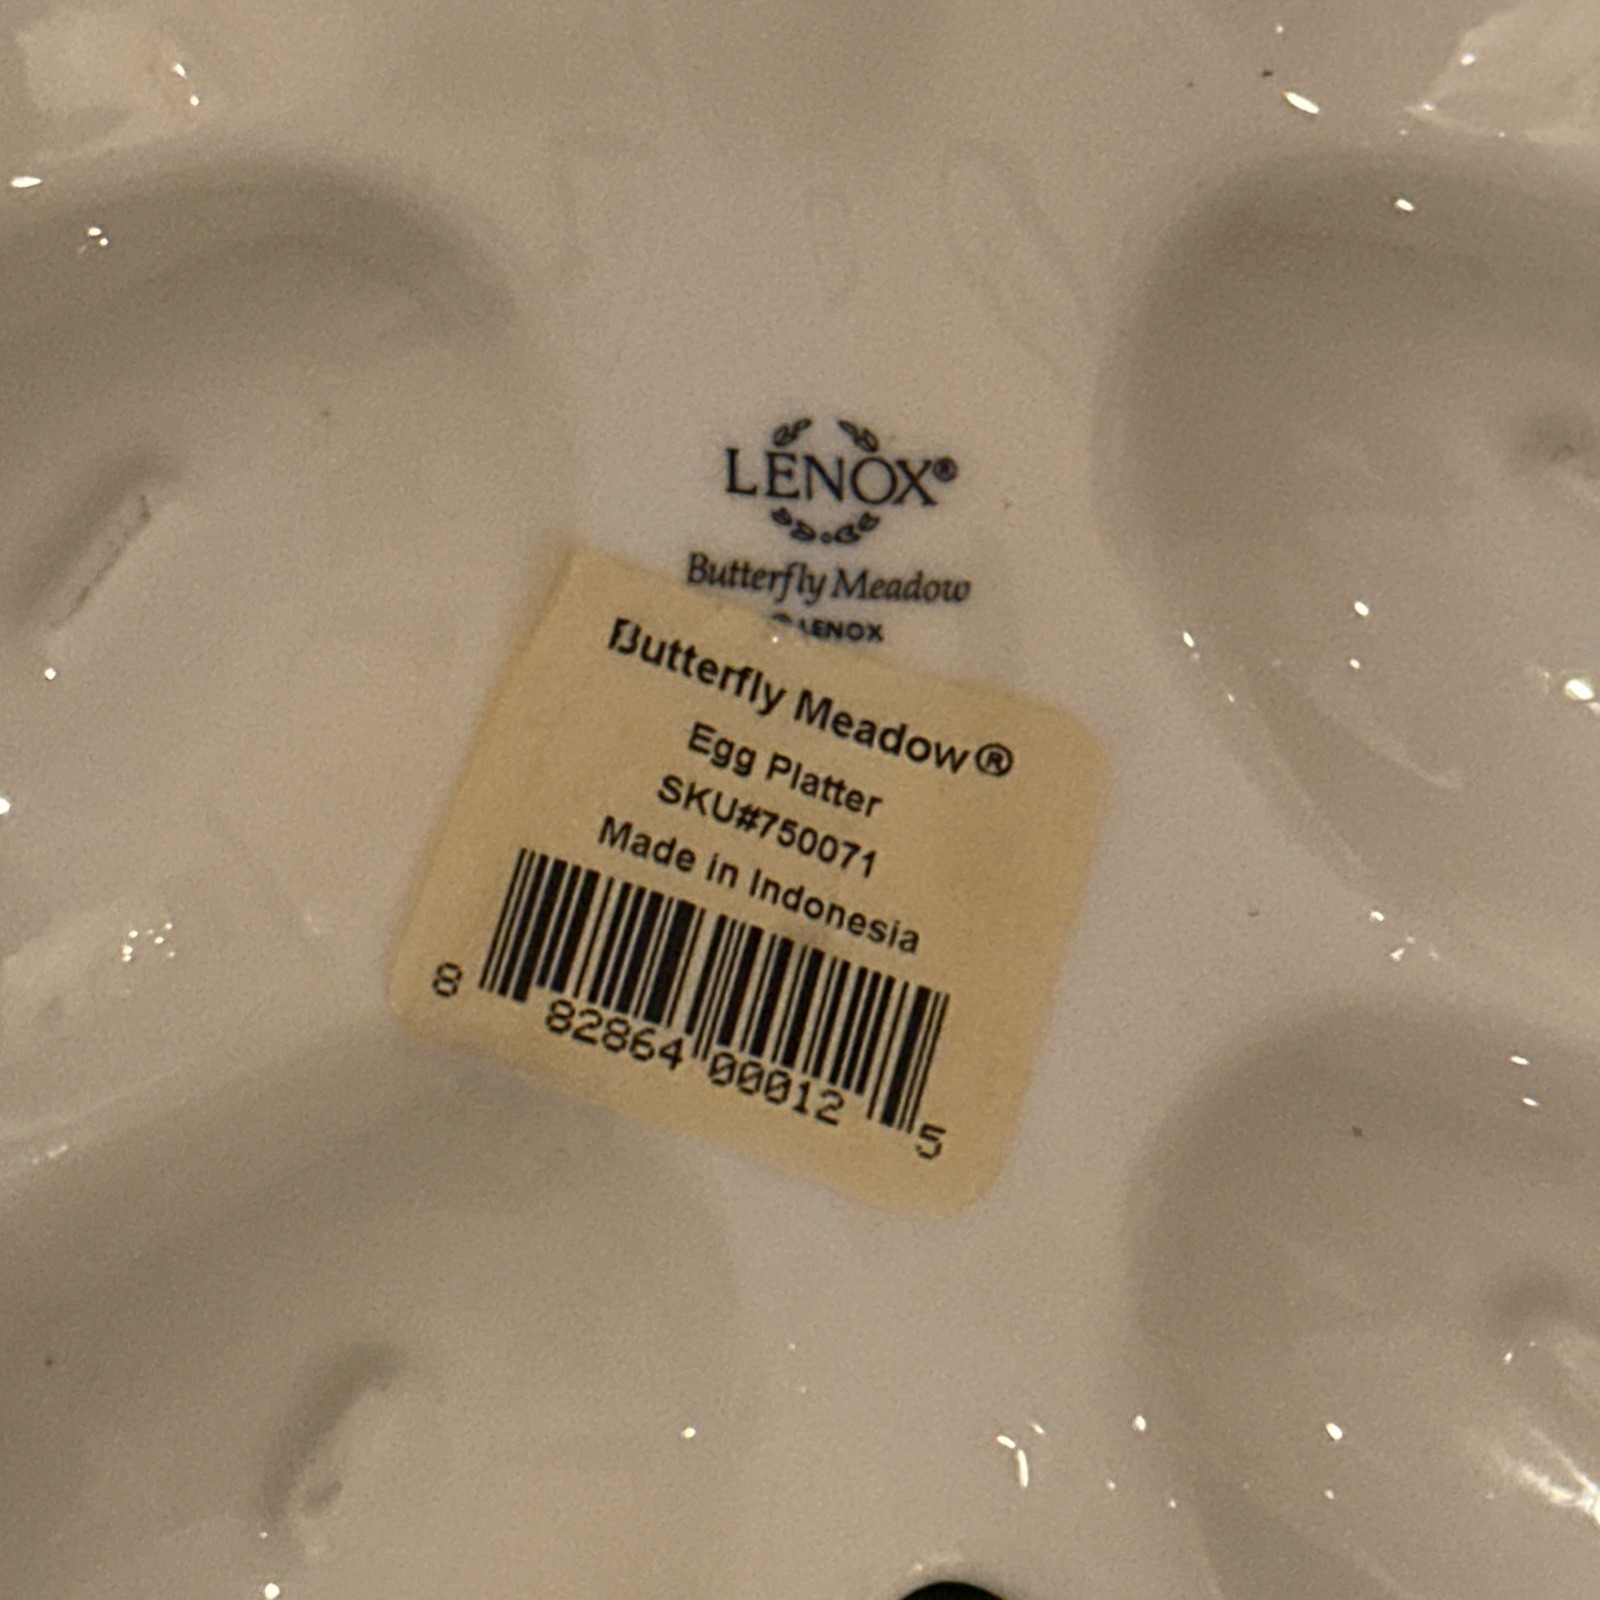 LENOX®
Butterfly Meadow
© LENOX
Butterfly Meadow®
Egg Platter
SKU#750071
Made in Indonesia
8 82864 00012 5